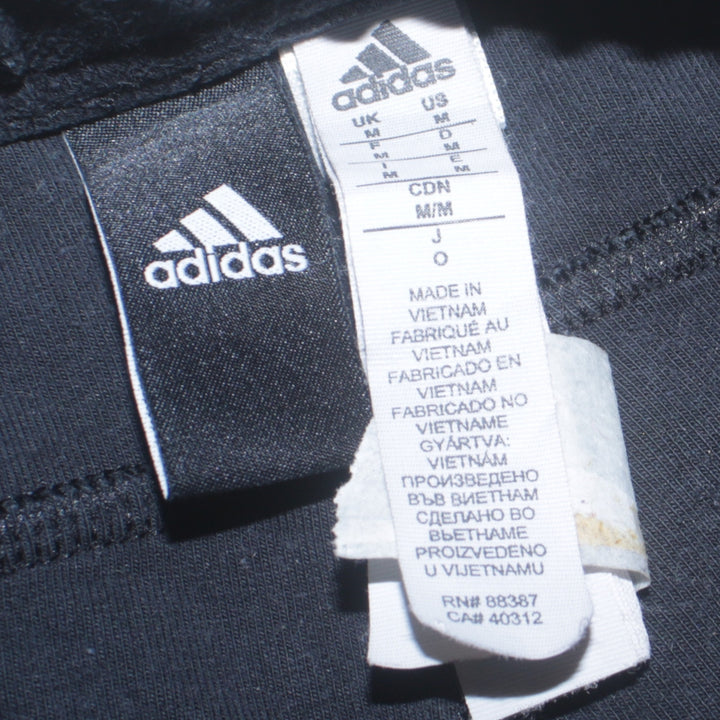 adidas
adidas
UK US
M M
F D
M M
I E
M M
CDN
M/M
J
O
MADE IN
VIETNAM
FABRIQUÉ AU
VIETNAM
FABRICADO EN
VIETNAM
FABRICADO NO
VIETNAME
GYÁRTVA:
VIETNÁM
ПРОИЗВЕДЕНО
ВЪВ ВИЕТНАМ
СДЕЛАНО ВО
ВЬЕТНАМЕ
PROIZVEDENO
U VIJETNAMU
RN# 88387
CA# 40312